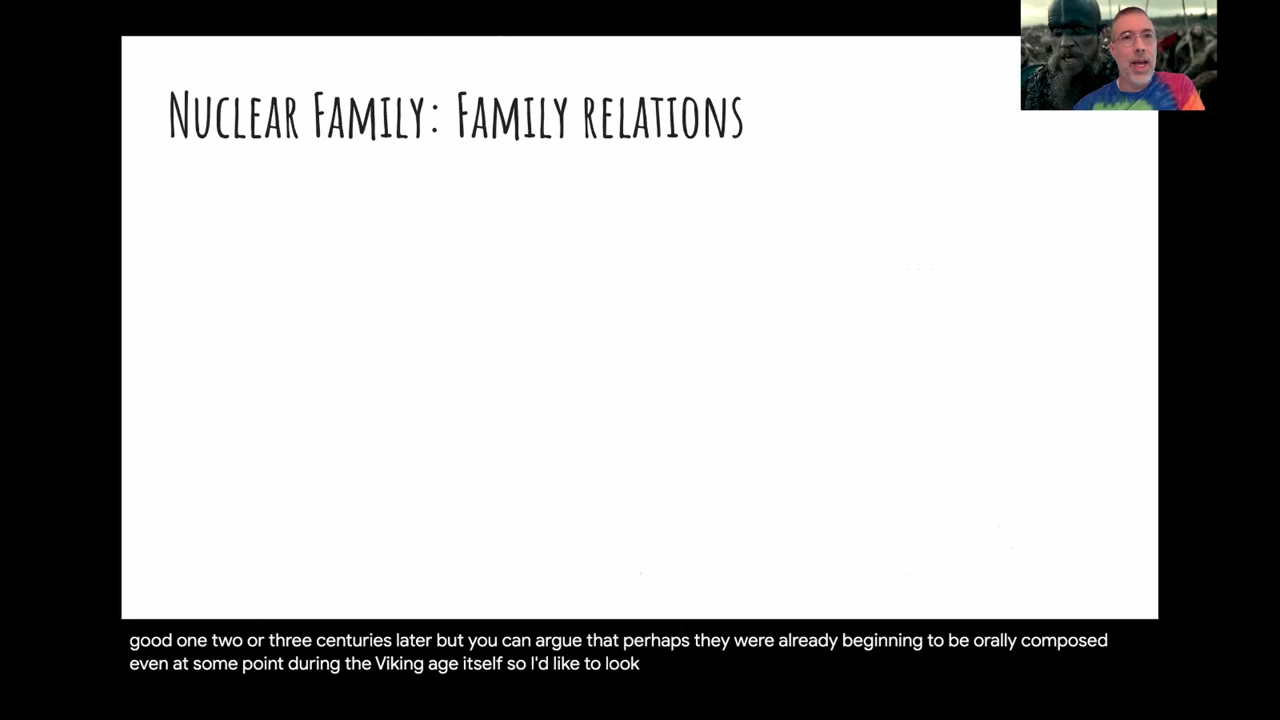 Nuclear Family: Family relations
good one two or three centuries later but you can argue that perhaps they were already beginning to be orally composed
even at some point during the Viking age itself so I'd like to look